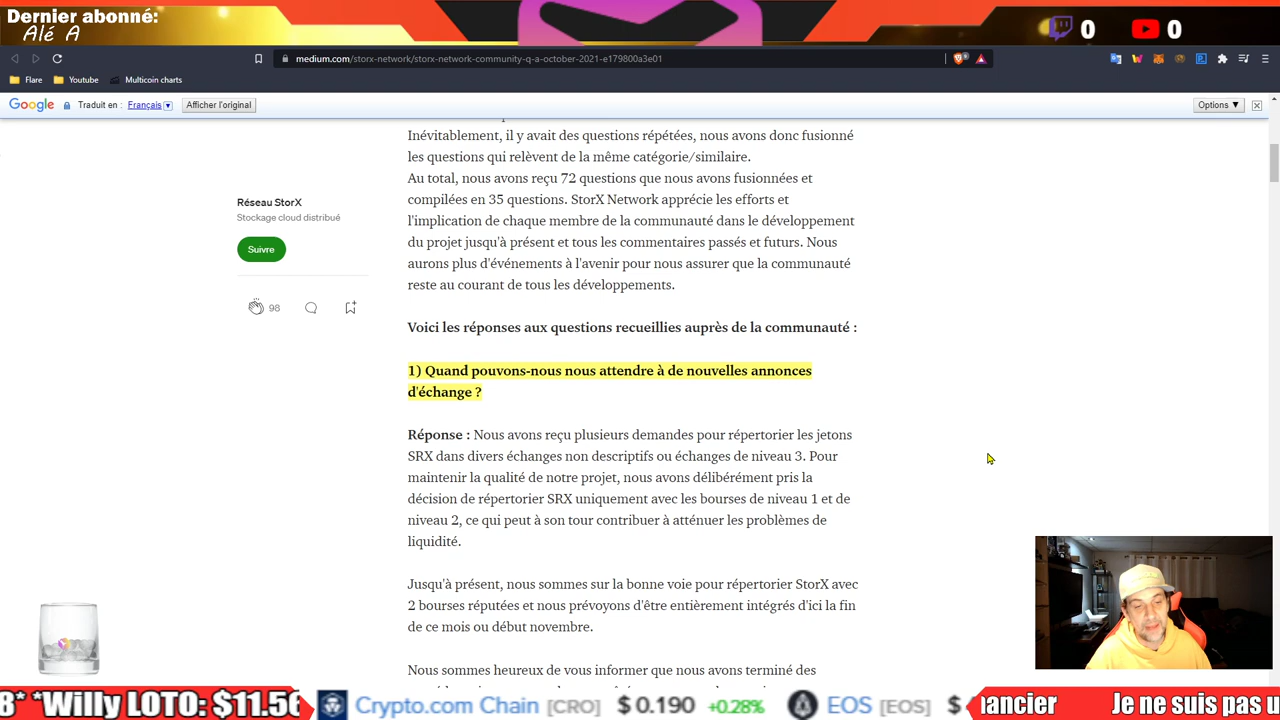 Dernier abonné:
Alé A
0
0
medium.com/storx-network/storx-network-community-q-a-october-2021-e179800a3e01
Flare
Youtube
Multicoin charts
Google
Traduit en :
Français
Afficher l'original
Options ▼
Inévitablement, il y avait des questions répétées, nous avons donc fusionné
les questions qui relèvent de la même catégorie/similaire.
Au total, nous avons reçu 72 questions que nous avons fusionnées et
compilées en 35 questions. StorX Network apprécie les efforts et
l'implication de chaque membre de la communauté dans le développement
du projet jusqu'à présent et tous les commentaires passés et futurs. Nous
aurons plus d'événements à l'avenir pour nous assurer que la communauté
reste au courant de tous les développements.
Réseau StorX
Stockage cloud distribué
Suivre
98
Voici les réponses aux questions recueillies auprès de la communauté :
1) Quand pouvons-nous nous attendre à de nouvelles annonces
d'échange ?
Réponse : Nous avons reçu plusieurs demandes pour répertorier les jetons
SRX dans divers échanges non descriptifs ou échanges de niveau 3. Pour
maintenir la qualité de notre projet, nous avons délibérément pris la
décision de répertorier SRX uniquement avec les bourses de niveau 1 et de
niveau 2, ce qui peut à son tour contribuer à atténuer les problèmes de
liquidité.
Jusqu'à présent, nous sommes sur la bonne voie pour répertorier StorX avec
2 bourses réputées et nous prévoyons d'être entièrement intégrés d'ici la fin
de ce mois ou début novembre.
Nous sommes heureux de vous informer que nous avons terminé des
8* *Willy LOTO: $11.56
Crypto.com Chain [CRO] $ 0.190 +0.28%
EOS [EOS] $
lancier
Je ne suis pas u